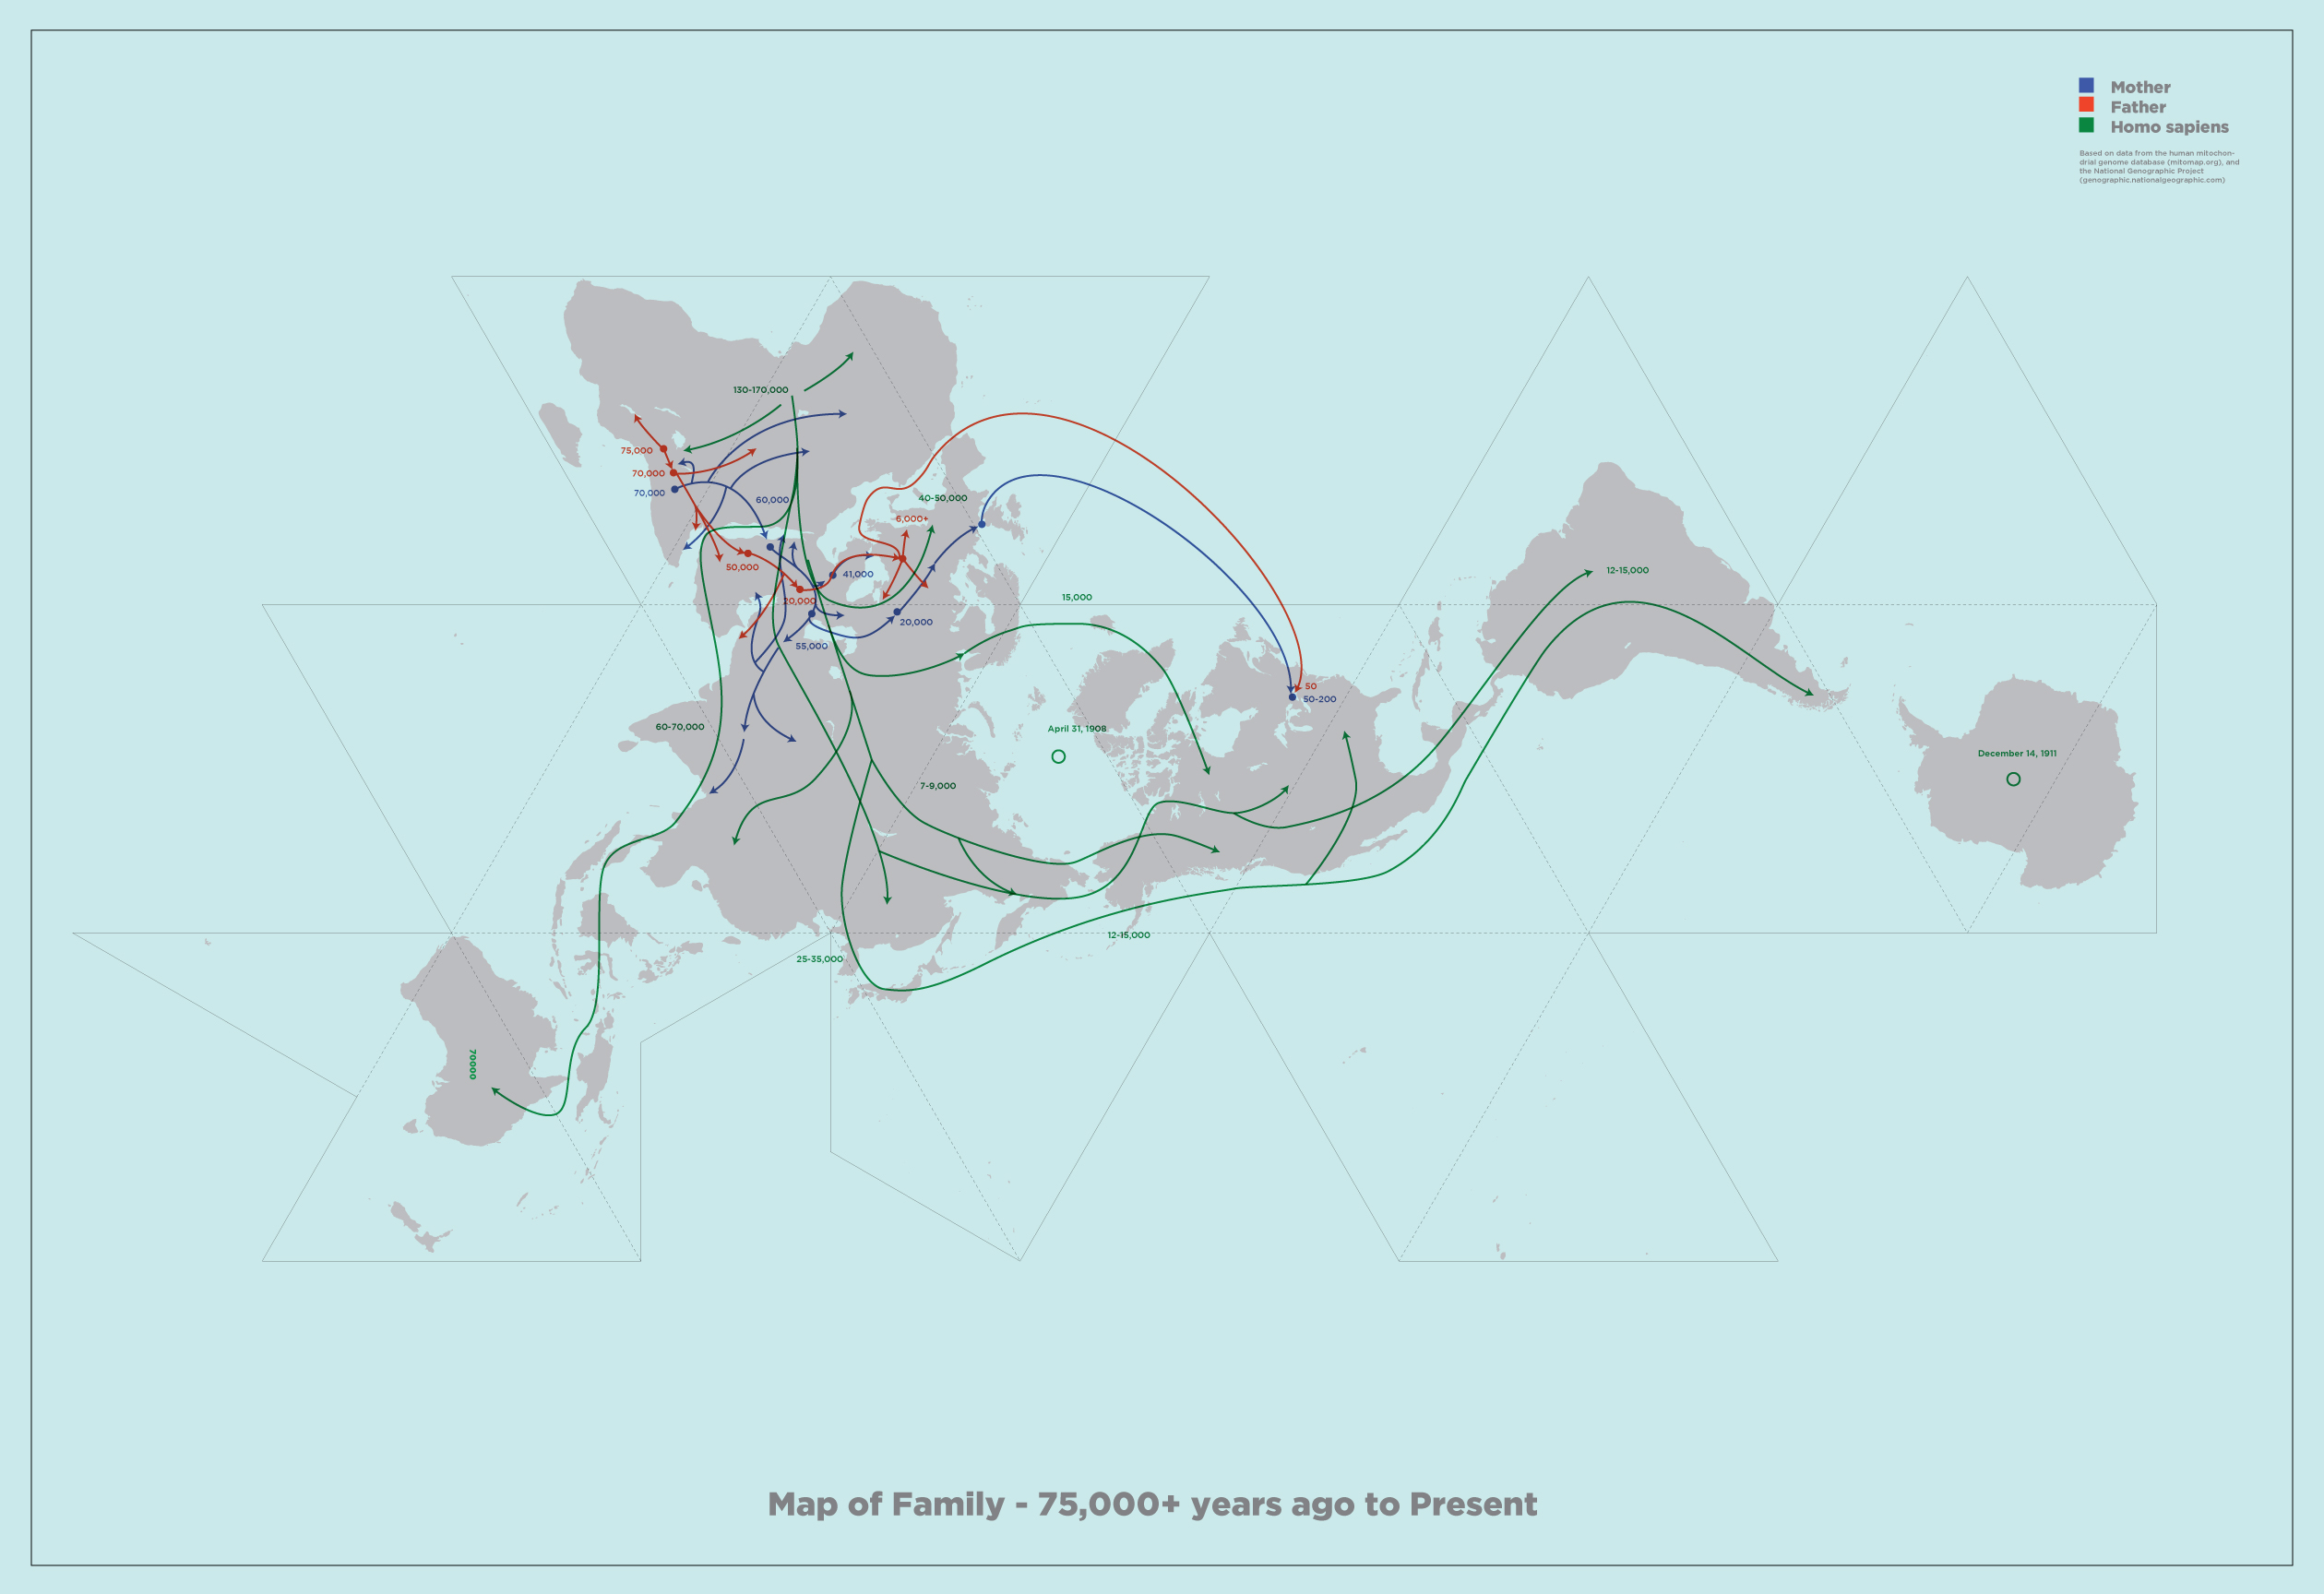 Mother
Father
Homo sapiens
Based on data from the human mitochon-
drial genome database (mitomap.org), and
the National Genographic Project
(genographic.nationalgeographic.com)
130-170,000
75,000
70,000
70,000
60,000
40-50,000
6,000+
50,000
41,000
20,000
20,000
55,000
15,000
12-15,000
50
50-200
60-70,000
April 31, 1908
December 14, 1911
7-9,000
12-15,000
25-35,000
70000
Map of Family - 75,000+ years ago to Present